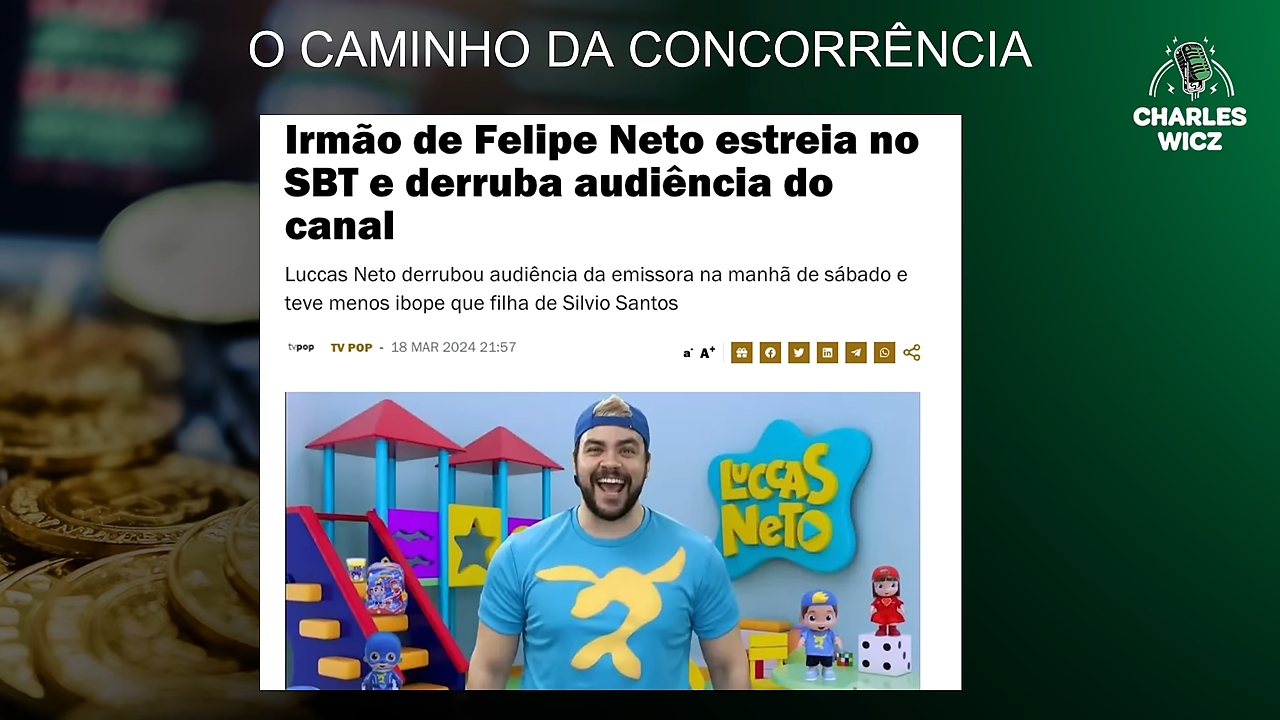 O CAMINHO DA CONCORRÊNCIA
CHARLES
WICZ
Irmão de Felipe Neto estreia no
SBT e derruba audiência do
canal
Luccas Neto derrubou audiência da emissora na manhã de sábado e
teve menos ibope que filha de Silvio Santos
tvpop TV POP - 18 MAR 2024 21:57
a- A+
LUCCAS
NETO